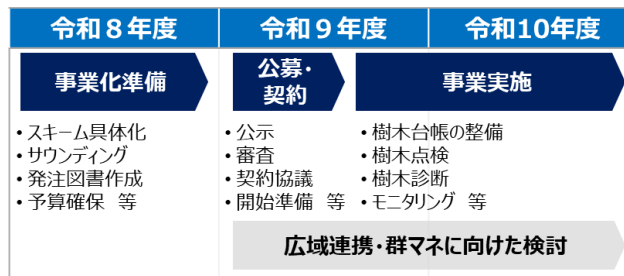 令和８年度
令和９年度
令和10年度
事業化準備
公募・
契約
事業実施
・スキーム具体化
・サウンディング
・発注図書作成
・予算確保 等
・公示
・審査
・契約協議
・開始準備 等
・樹木台帳の整備
・樹木点検
・樹木診断
・モニタリング 等
広域連携・群マネに向けた検討